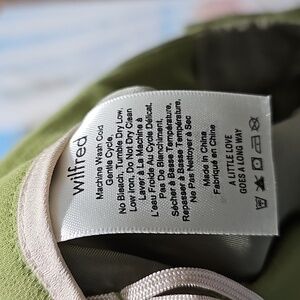 Wilfred
Machine Wash Cold
Gentle Cycle,
No Bleach, Tumble Dry Low,
Low Iron, Do Not Dry Clean
Laver à La Machine à
L'eau Froide Au Cycle Délicat,
Pas De Blanchiment,
Sécher à Basse Température,
Repasser à Basse Température,
Ne Pas Nettoyer à Sec
Made In China
Fabriqué en Chine
A LITTLE LOVE
GOES A LONG WAY